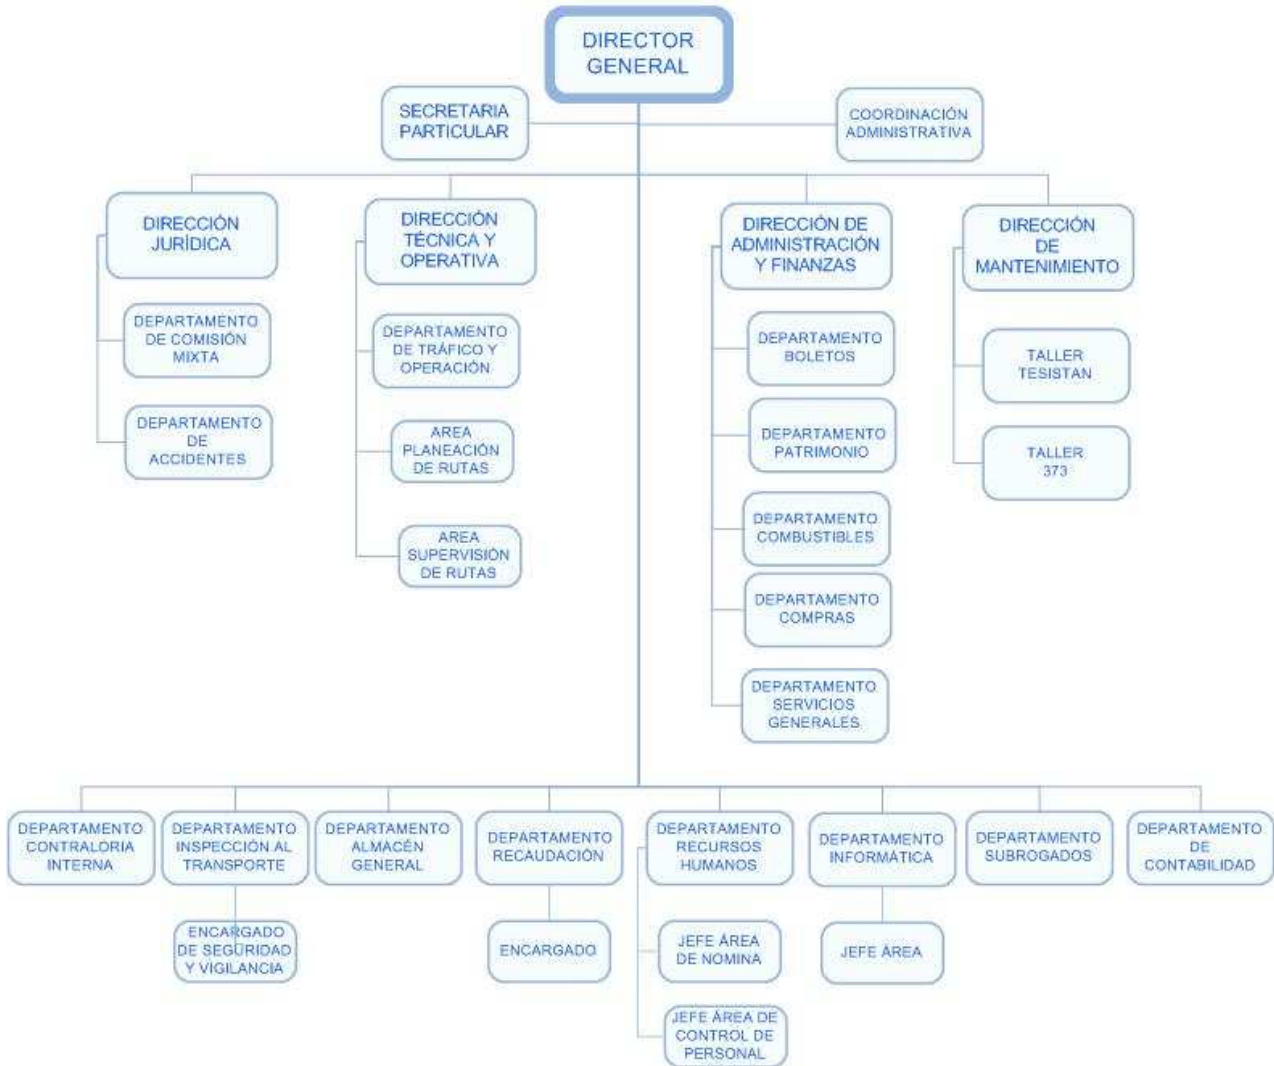 DIRECTOR
GENERAL
SECRETARIA
PARTICULAR
COORDINACIÓN
ADMINISTRATIVA
DIRECCIÓN
JURÍDICA
DEPARTAMENTO
DE COMISIÓN
MIXTA
DEPARTAMENTO
DE
ACCIDENTES
DIRECCIÓN
TÉCNICA Y
OPERATIVA
DEPARTAMENTO
DE TRÁFICO Y
OPERACIÓN
AREA
PLANEACIÓN
DE RUTAS
AREA
SUPERVISIÓN
DE RUTAS
DIRECCIÓN DE
ADMINISTRACIÓN
Y FINANZAS
DEPARTAMENTO
BOLETOS
DEPARTAMENTO
PATRIMONIO
DEPARTAMENTO
COMBUSTIBLES
DEPARTAMENTO
COMPRAS
DEPARTAMENTO
SERVICIOS
GENERALES
DIRECCIÓN
DE
MANTENIMIENTO
TALLER
TESISTAN
TALLER
373
DEPARTAMENTO
CONTRALORIA
INTERNA
DEPARTAMENTO
INSPECCIÓN AL
TRANSPORTE
ENCARGADO
DE SEGURIDAD
Y VIGILANCIA
DEPARTAMENTO
ALMACÉN
GENERAL
DEPARTAMENTO
RECAUDACIÓN
ENCARGADO
DEPARTAMENTO
RECURSOS
HUMANOS
JEFE ÁREA
DE NOMINA
JEFE ÁREA DE
CONTROL DE
PERSONAL
DEPARTAMENTO
INFORMÁTICA
JEFE ÁREA
DEPARTAMENTO
SUBROGADOS
DEPARTAMENTO
DE
CONTABILIDAD